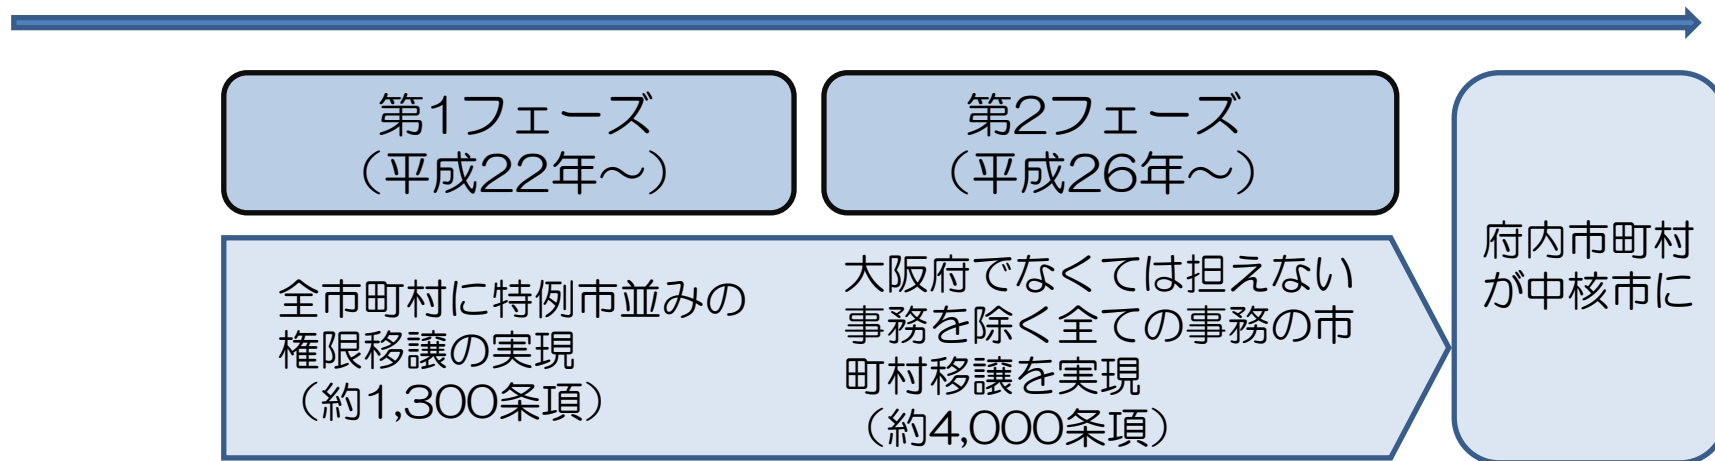 第1フェーズ
（平成22年～）
第2フェーズ
（平成26年～）
全市町村に特例市並みの
権限移譲の実現
（約1,300条項）
大阪府でなくては担えない
事務を除く全ての事務の市
町村移譲を実現
（約4,000条項）
府内市町村
が中核市に